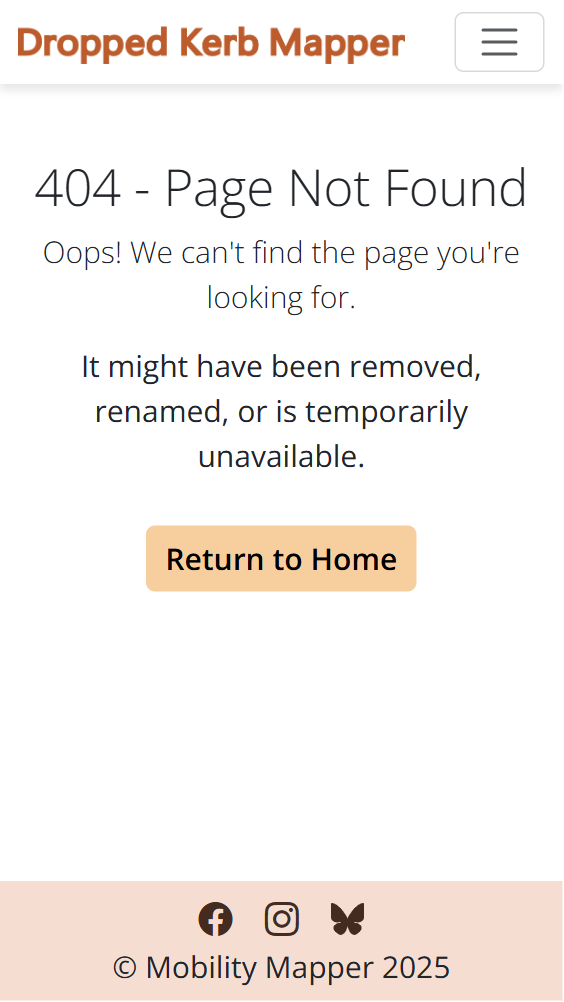 Dropped Kerb Mapper
404 - Page Not Found
Oops! We can't find the page you're
looking for.
It might have been removed,
renamed, or is temporarily
unavailable.
Return to Home
© Mobility Mapper 2025